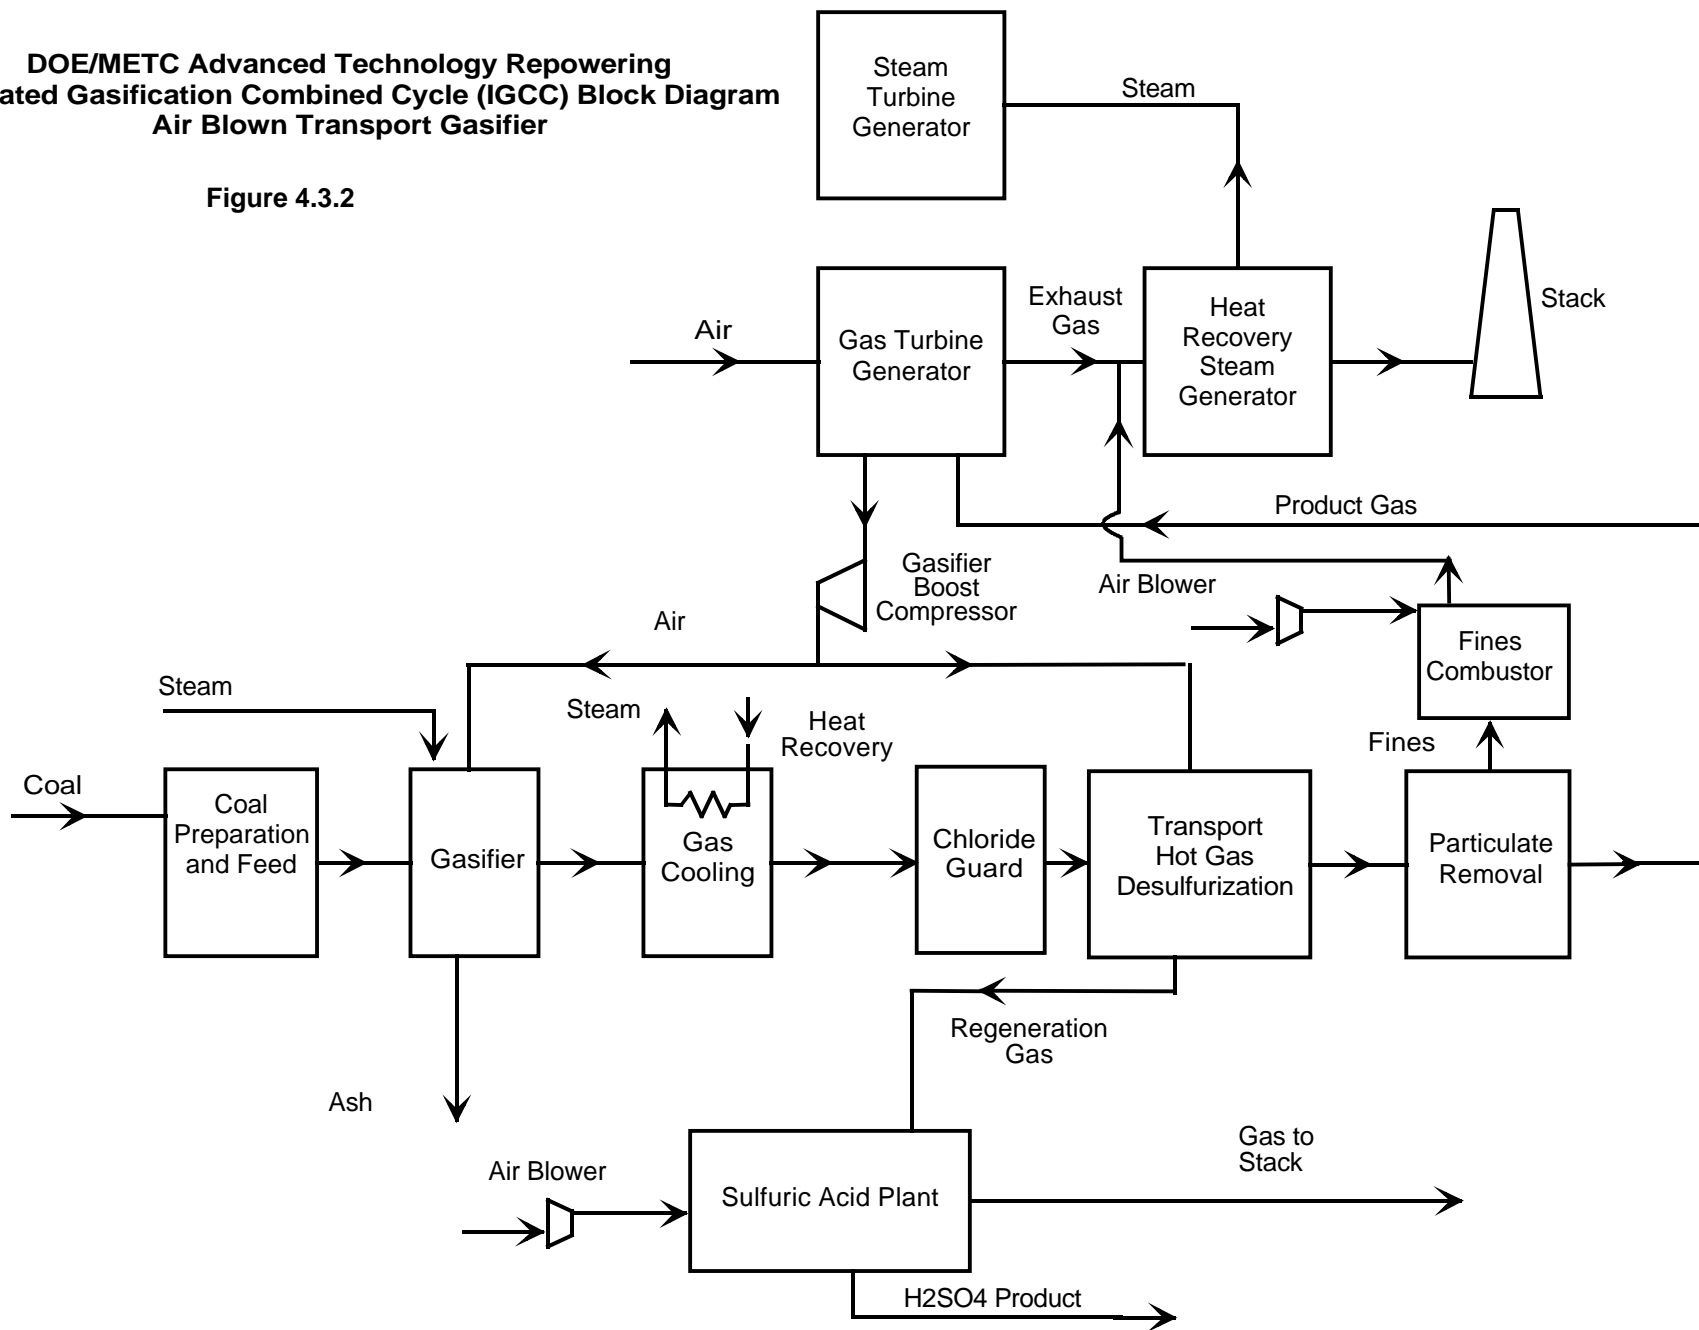 DOE/METC Advanced Technology Repowering
ated Gasification Combined Cycle (IGCC) Block Diagram
Air Blown Transport Gasifier
Figure 4.3.2
Steam
Turbine
Generator
Steam
Air
Gas Turbine
Generator
Exhaust
Gas
Heat
Recovery
Steam
Generator
Stack
Product Gas
Gasifier
Boost
Compressor
Air Blower
Air
Fines
Combustor
Steam
Steam
Heat
Recovery
Fines
Coal
Coal
Preparation
and Feed
Gasifier
Gas
Cooling
Chloride
Guard
Transport
Hot Gas
Desulfurization
Particulate
Removal
Regeneration
Gas
Ash
Air Blower
Sulfuric Acid Plant
Gas to
Stack
H2SO4 Product